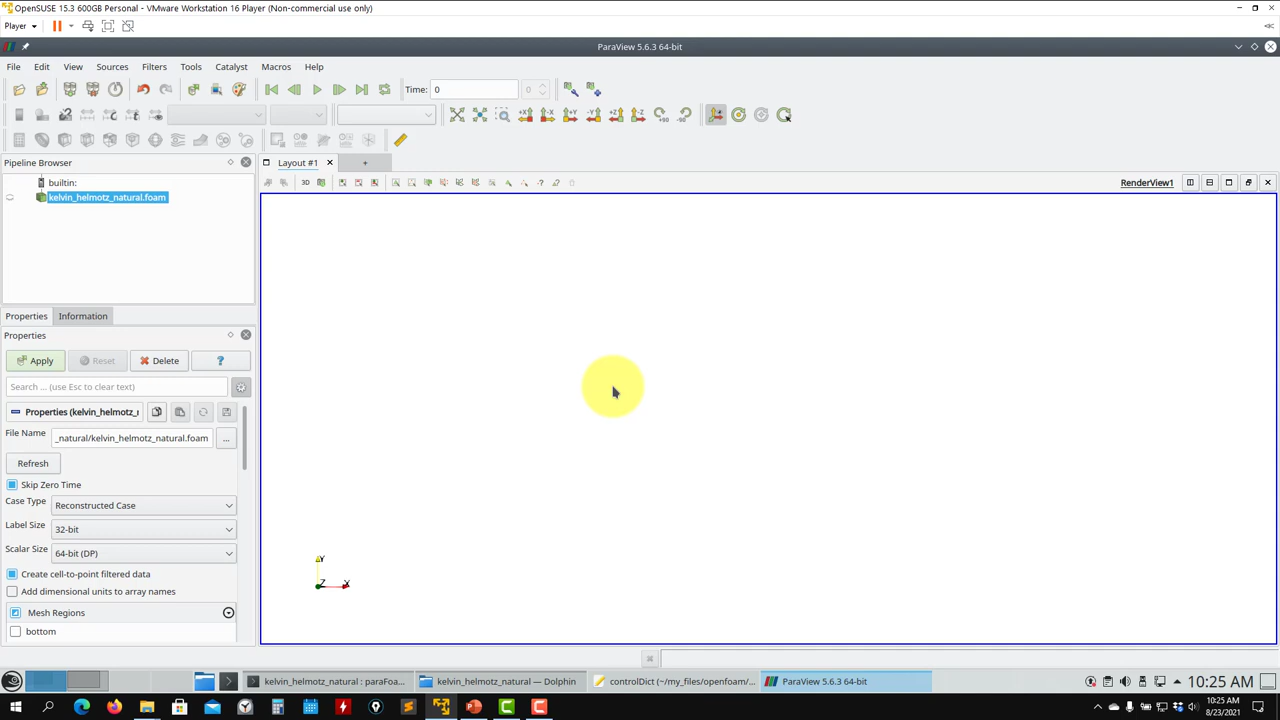 OpenSUSE 15.3 600GB Personal - VMware Workstation 16 Player (Non-commercial use only)
Player
ParaView 5.6.3 64-bit
File Edit View Sources Filters Tools Catalyst Macros Help
Time: 0 0
+X -X +Y -Y +Z -Z +90 -90
Pipeline Browser
Layout #1 +
builtin:
3D
RenderView1
kelvin_helmotz_natural.foam
Properties Information
Properties
Apply Reset Delete ?
Search ... (use Esc to clear text)
Properties (kelvin_helmotz_
File Name _natural/kelvin_helmotz_natural.foam ...
Refresh
Skip Zero Time
Case Type Reconstructed Case
Label Size 32-bit
Scalar Size 64-bit (DP)
Create cell-to-point filtered data
Add dimensional units to array names
Mesh Regions
bottom
Y
Z X
kelvin_helmotz_natural : paraFoa... kelvin_helmotz_natural — Dolphin controlDict (~/my_files/openfoam/... ParaView 5.6.3 64-bit 10:25 AM
10:25 AM
8/23/2021